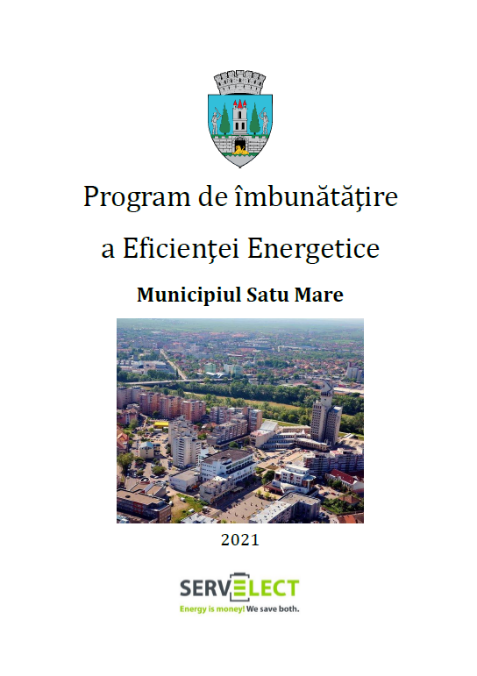 Program de îmbunătățire
a Eficienței Energetice
Municipiul Satu Mare
2021
SERVELECT
Energy is money! We save both.